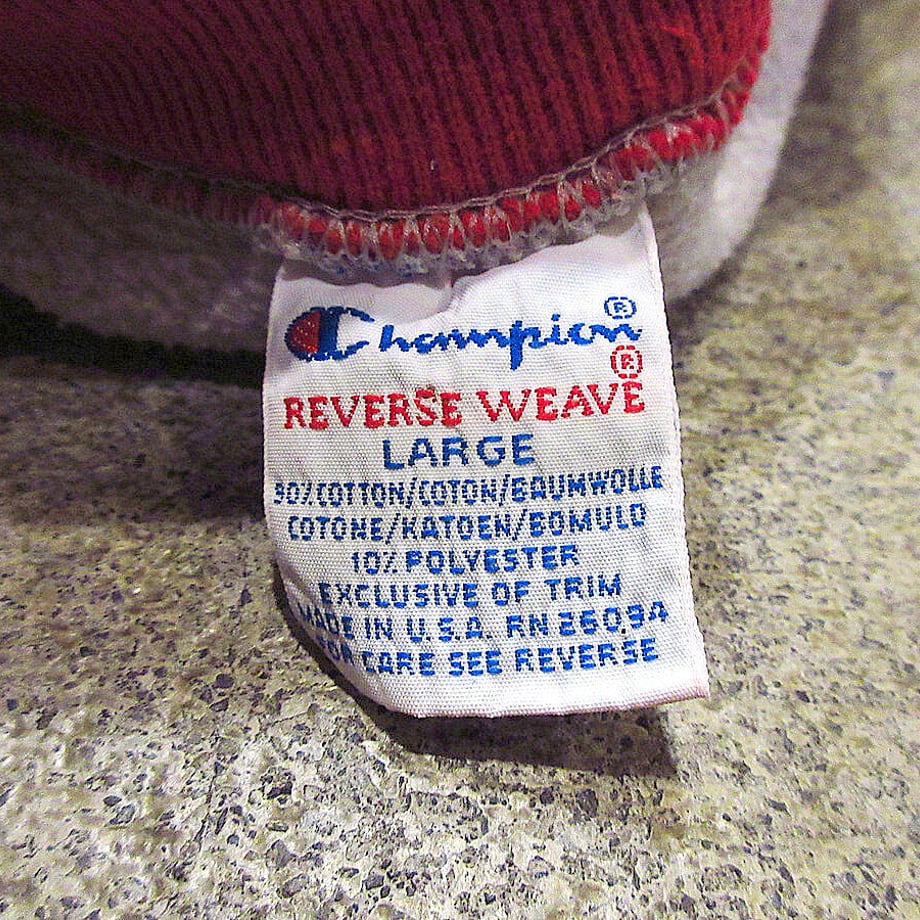 Champion®
REVERSE WEAVE®
LARGE
90%COTTON/COTON/BAUMWOLLE
COTONE/KATOEN/BOMULD
10% POLYESTER
EXCLUSIVE OF TRIM
MADE IN U.S.A. RN 26094
FOR CARE SEE REVERSE